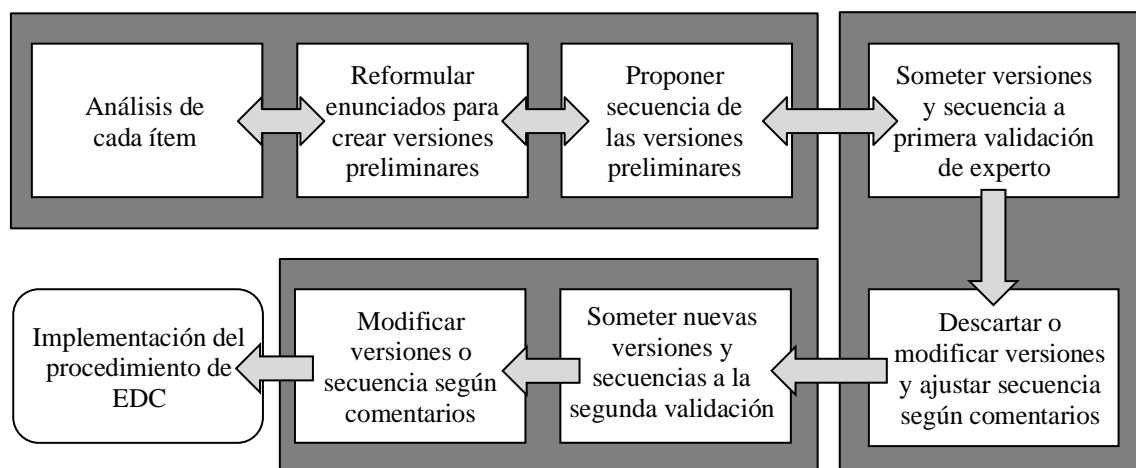 Análisis de
cada ítem
Reformular
enunciados para
crear versiones
preliminares
Proponer
secuencia de
las versiones
preliminares
Someter versiones
y secuencia a
primera validación
de experto
Descartar o
modificar versiones
y ajustar secuencia
según comentarios
Someter nuevas
versiones y
secuencias a la
segunda validación
Modificar
versiones o
secuencia según
comentarios
Implementación del
procedimiento de
EDC